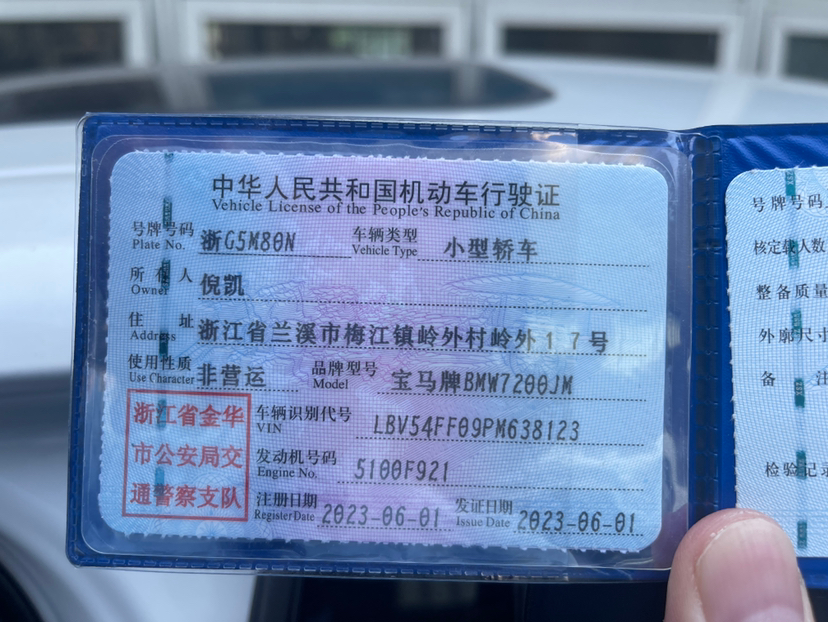 中华人民共和国机动车行驶证
Vehicle License of the People's Republic of China
号牌号码 浙G5M80N 车辆类型 小型轿车
Plate No. Vehicle Type
所有人 倪凯
Owner
住址 浙江省兰溪市梅江镇岭外村岭外17号
Address
使用性质 非营运 品牌型号 宝马牌BMW7200JM
Use Character Model
浙江省金华
市公安局交
通警察支队
车辆识别代号 LBV54FF09PM638123
VIN
发动机号码 5100F921
Engine No.
注册日期 2023-06-01 发证日期 2023-06-01
Register Date Issue Date
号牌号码
核定载人数
整备质量
外廓尺寸
备注
检验记录